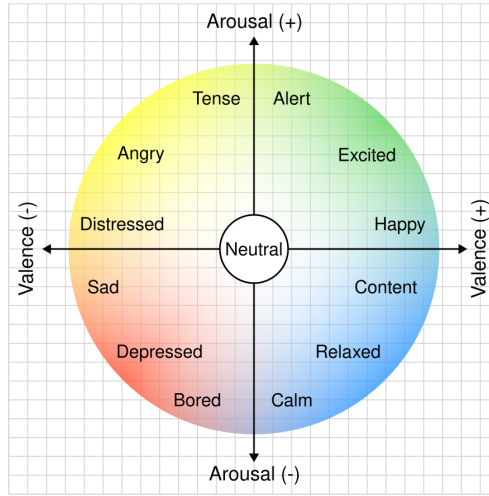 Arousal (+)
Tense
Alert
Angry
Excited
Distressed
Happy
Valence (-)
Neutral
Valence (+)
Sad
Content
Depressed
Relaxed
Bored
Calm
Arousal (-)